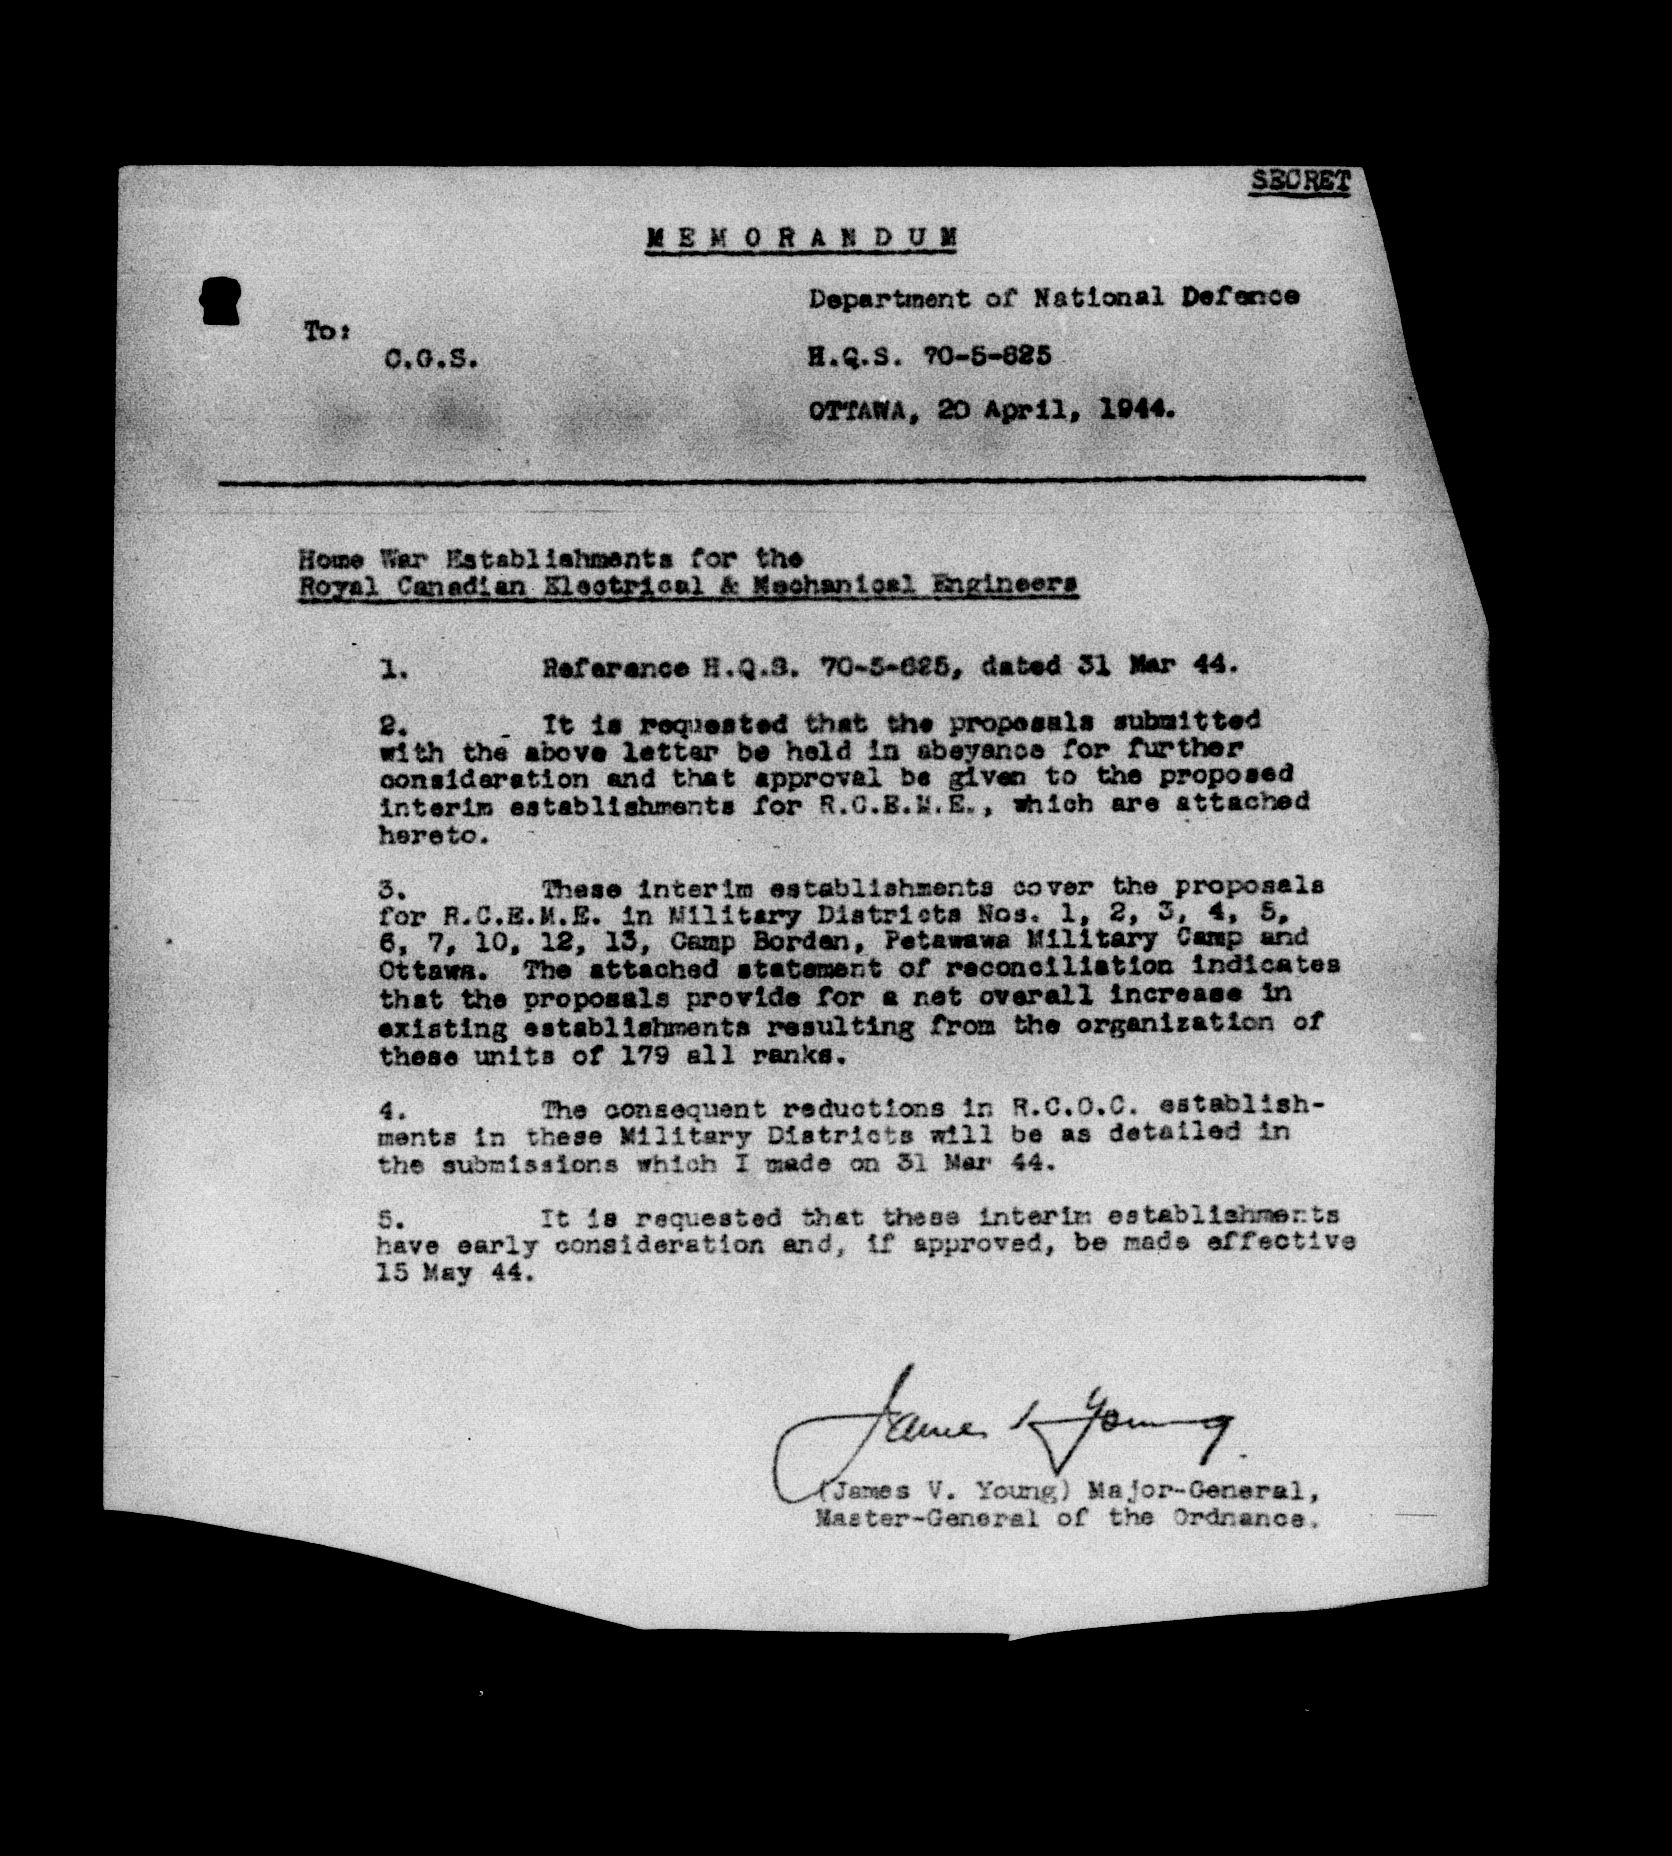 SECRET
MEMORANDUM
Department of National Defence
To:
C.G.S.
H.Q.S. 70-5-625
OTTAWA, 20 April, 1944.
Home War Establishments for the
Royal Canadian Electrical & Mechanical Engineers
1. Reference H.Q.S. 70-5-625, dated 31 Mar 44.
2. It is requested that the proposals submitted
with the above letter be held in abeyance for further
consideration and that approval be given to the proposed
interim establishments for R.C.E.M.E., which are attached
hereto.
3. These interim establishments cover the proposals
for R.C.E.M.E. in Military Districts Nos. 1, 2, 3, 4, 5,
6, 7, 10, 12, 13, Camp Borden, Petawawa Military Camp and
Ottawa. The attached statement of reconciliation indicates
that the proposals provide for a net overall increase in
existing establishments resulting from the organization of
these units of 179 all ranks.
4. The consequent reductions in R.C.O.C. establish-
ments in these Military Districts will be as detailed in
the submissions which I made on 31 Mar 44.
5. It is requested that these interim establishments
have early consideration and, if approved, be made effective
15 May 44.
James V Young
(James V. Young) Major-General,
Master-General of the Ordnance.